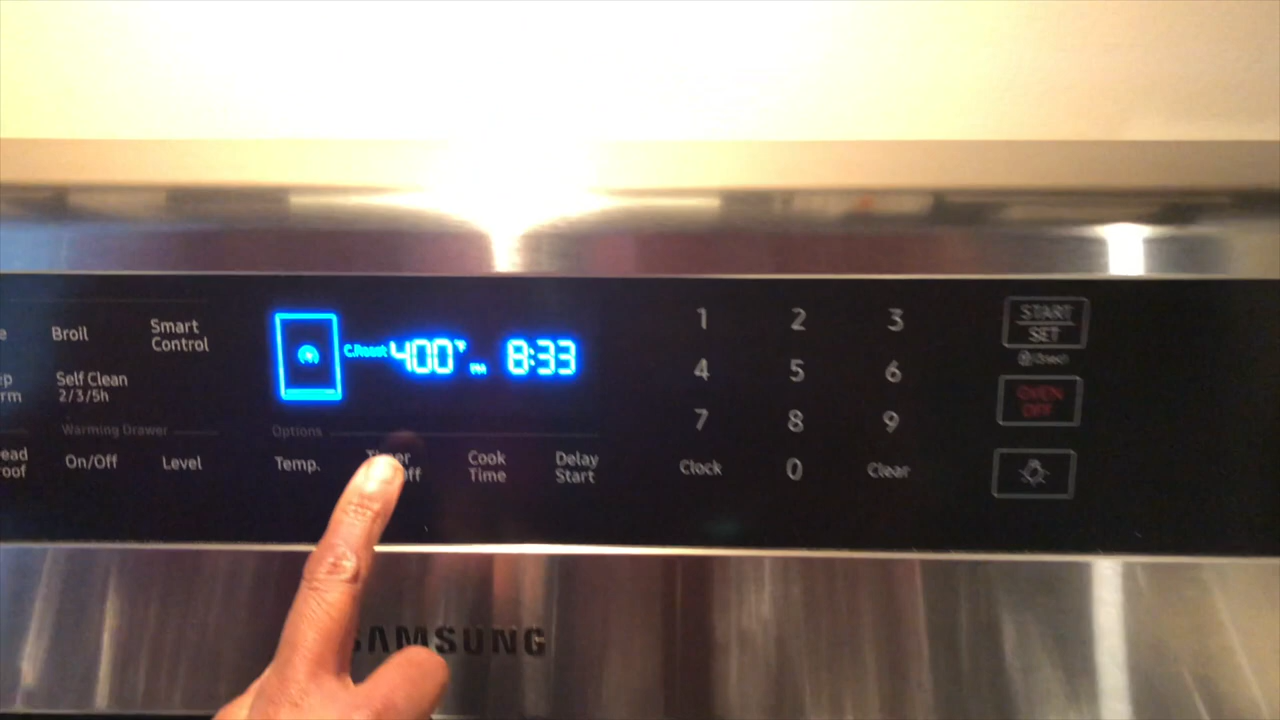 Broil
Smart
Control
Self Clean
2/3/5h
Warming Drawer
On/Off
Level
C.Roast 400°F PM 8:33
Options
Temp.
Timer
Cook
Time
Delay
Start
1 2 3
4 5 6
7 8 9
Clock 0 Clear
START
SET
OVEN
OFF
SAMSUNG